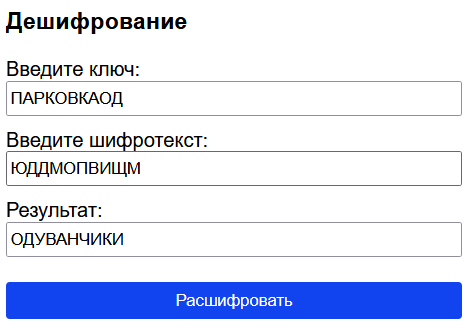 Дешифрование
Введите ключ:
ПАРКОВКАОД
Введите шифротекст:
ЮДДМОПВИЩМ
Результат:
ОДУВАНЧИКИ
Расшифровать